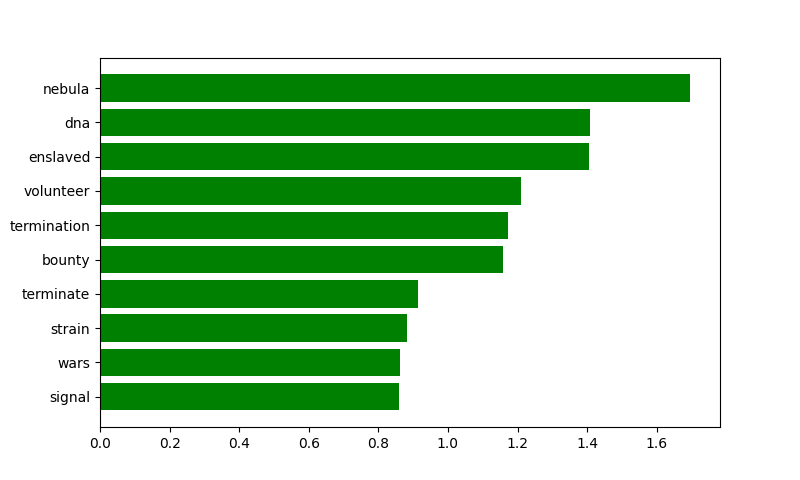 nebula
dna
enslaved
volunteer
termination
bounty
terminate
strain
wars
signal
0.0 0.2 0.4 0.6 0.8 1.0 1.2 1.4 1.6